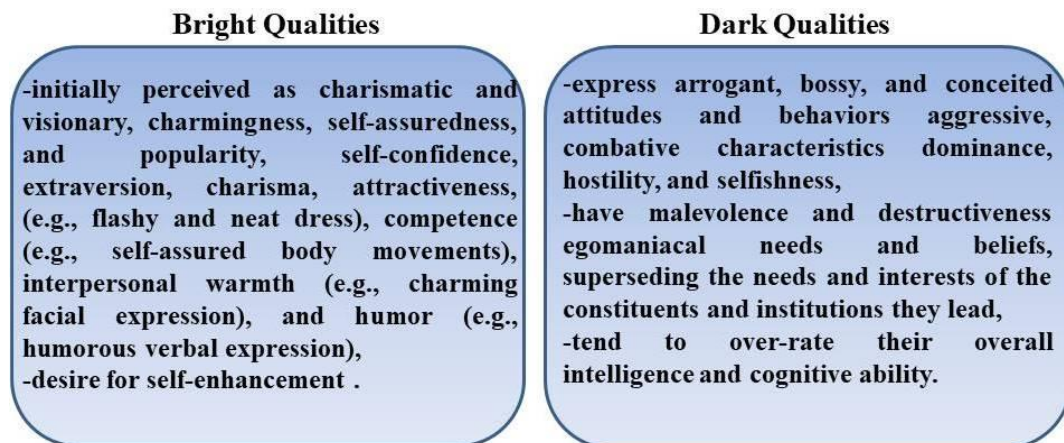 Bright Qualities
-initially perceived as charismatic and
visionary, charmingness, self-assuredness,
and popularity, self-confidence,
extraversion, charisma, attractiveness,
(e.g., flashy and neat dress), competence
(e.g., self-assured body movements),
interpersonal warmth (e.g., charming
facial expression), and humor (e.g.,
humorous verbal expression),
-desire for self-enhancement .
Dark Qualities
-express arrogant, bossy, and conceited
attitudes and behaviors aggressive,
combative characteristics dominance,
hostility, and selfishness,
-have malevolence and destructiveness
egomaniacal needs and beliefs,
superseding the needs and interests of the
constituents and institutions they lead,
-tend to over-rate their overall
intelligence and cognitive ability.